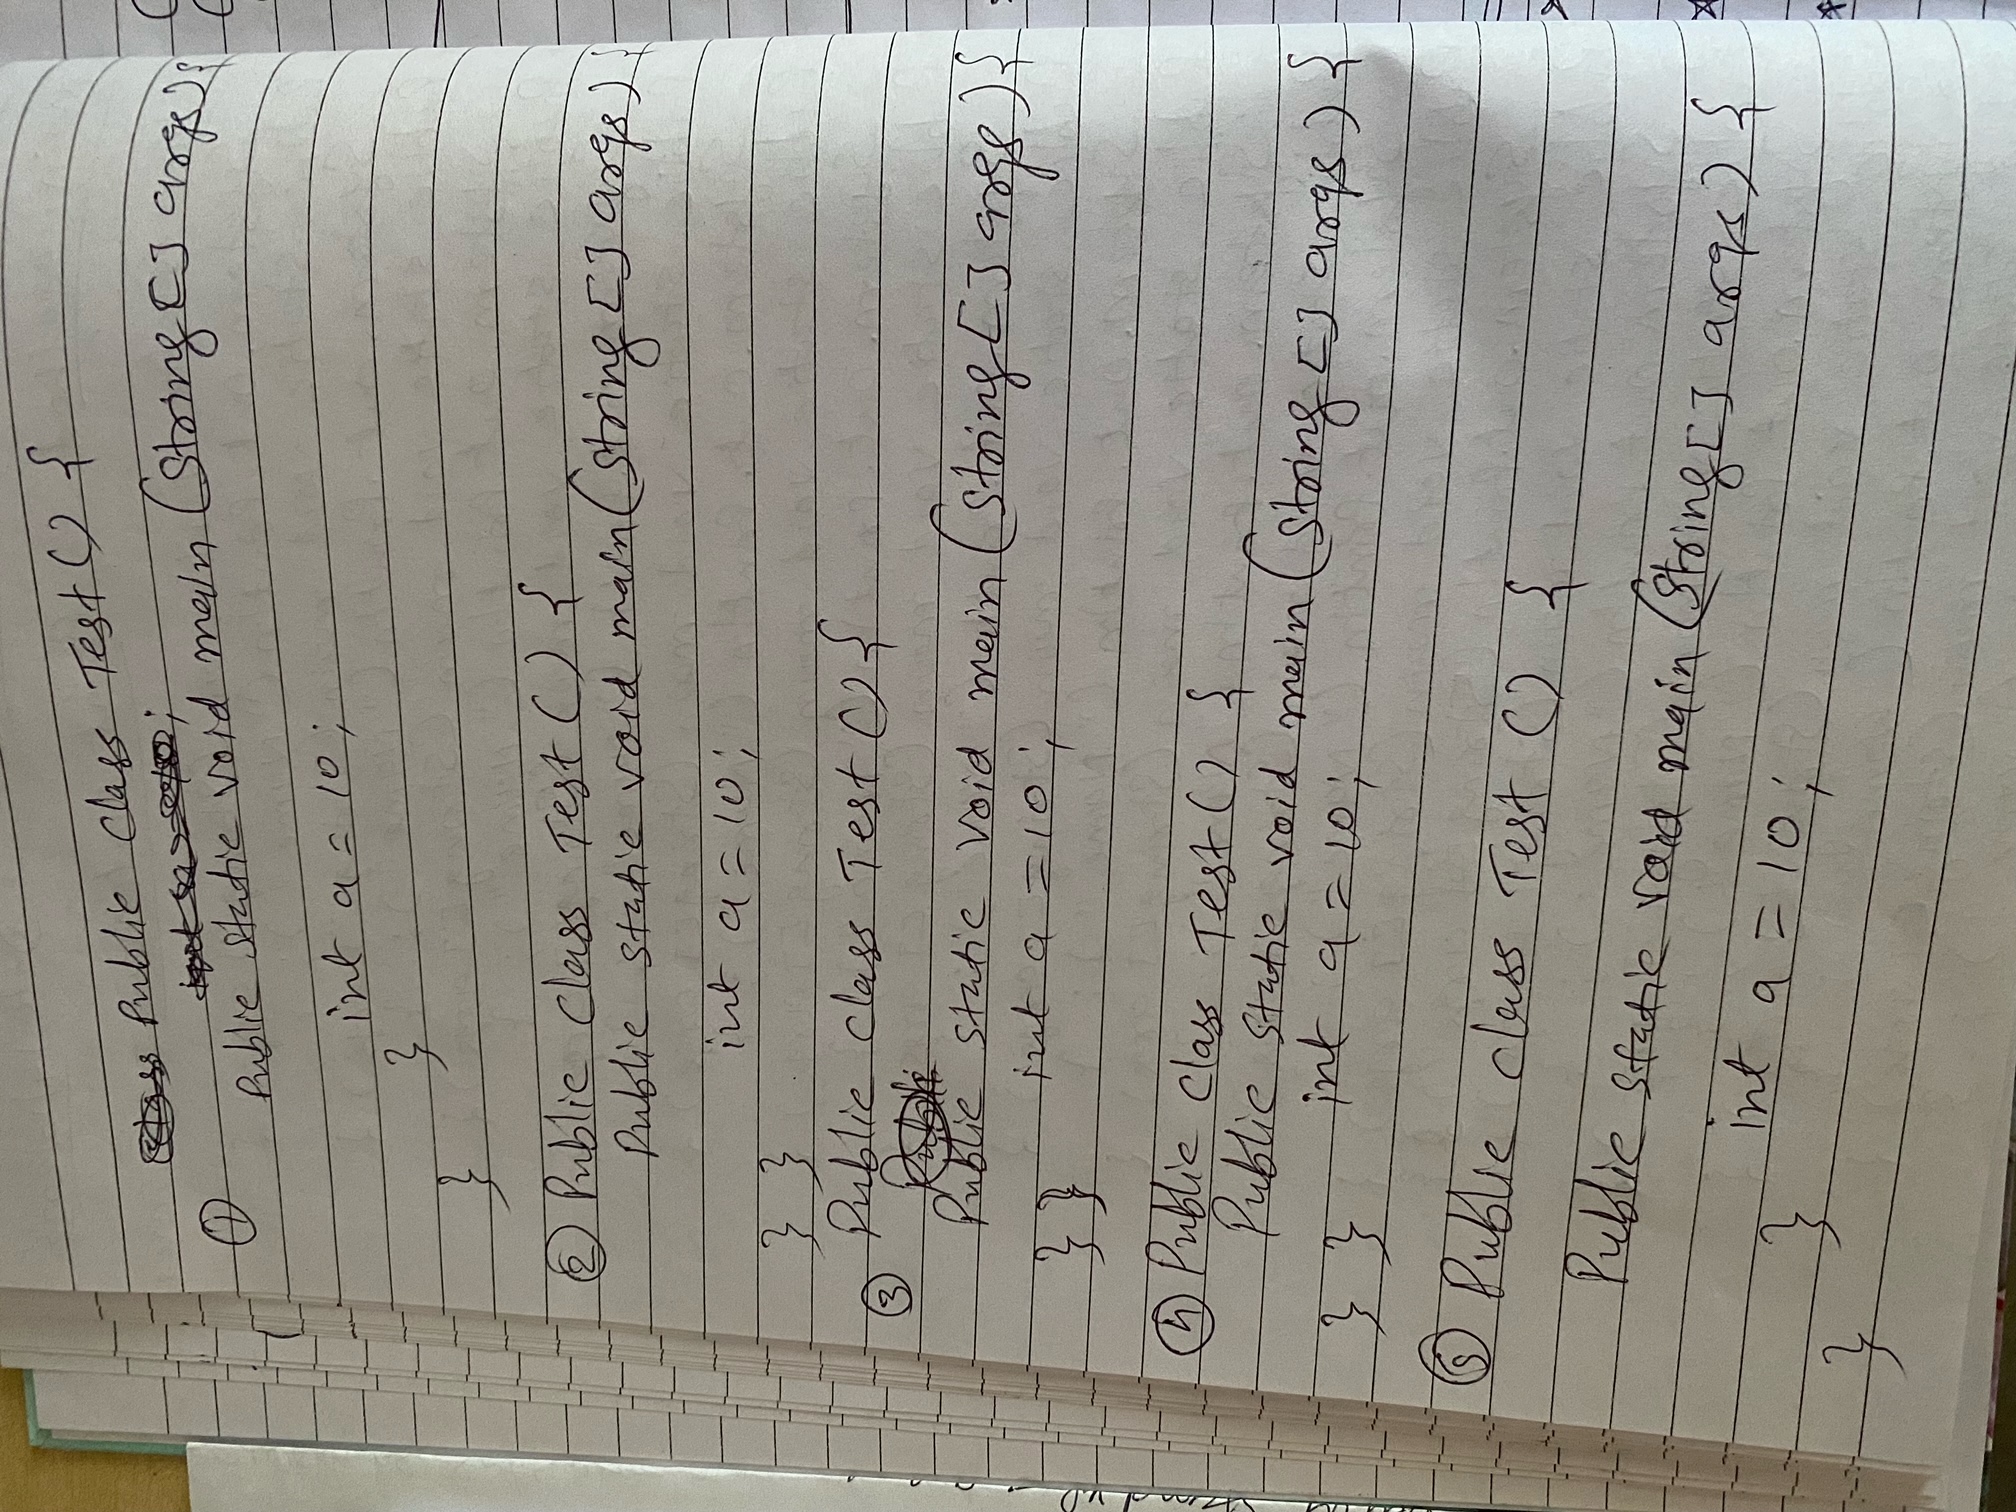 Public class Test () {
① Public static void main (String [] args) {
int a = 10;
}
}
② Public class Test () {
Public static void main (String [] args) {
int a = 10;
} }
Public class Test () {
③
Public static void main (String [] args) {
int a = 10;
} }
④ Public class Test () {
Public static void main (String [] args) {
int a = 10;
} }
⑤ Public class Test () {
Public static void main (String [] args) {
int a = 10;
}
}